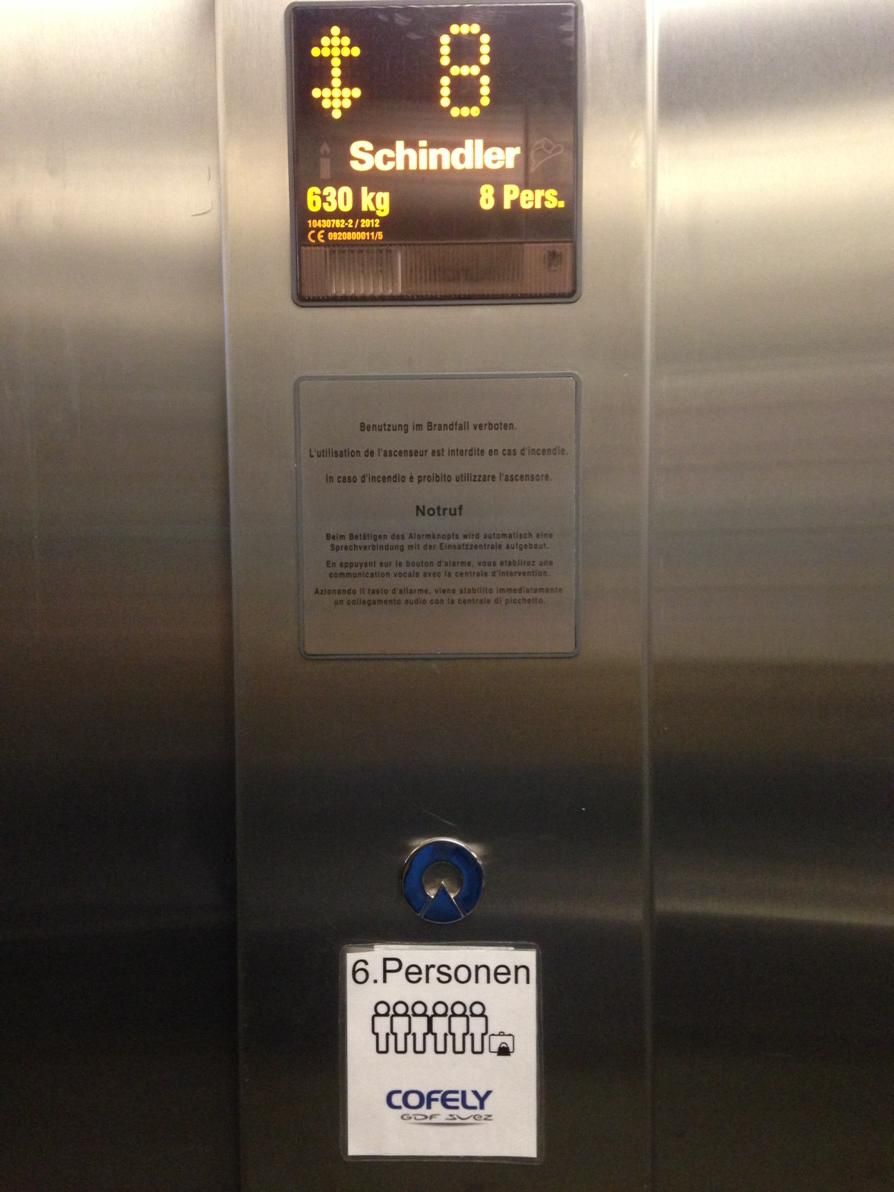 8
Schindler
630 kg 8 Pers.
10430762-2 / 2012
CE 0920800011/5
Benutzung im Brandfall verboten.
L'utilisation de l'ascenseur est interdite en cas d'incendie.
In caso d'incendio è proibito utilizzare l'ascensore.
Notruf
Beim Betätigen des Alarmknopfs wird automatisch eine
Sprechverbindung mit der Einsatzzentrale aufgebaut.
En appuyant sur le bouton d'alarme, vous etablirez une
communication vocale avec la centrale d'intervention.
Azionando il tasto d'allarme, viene stabilito immediatamante
un collegamento audio con la centrale di picchetto.
6.Personen
COFELY
GDF SVEZ